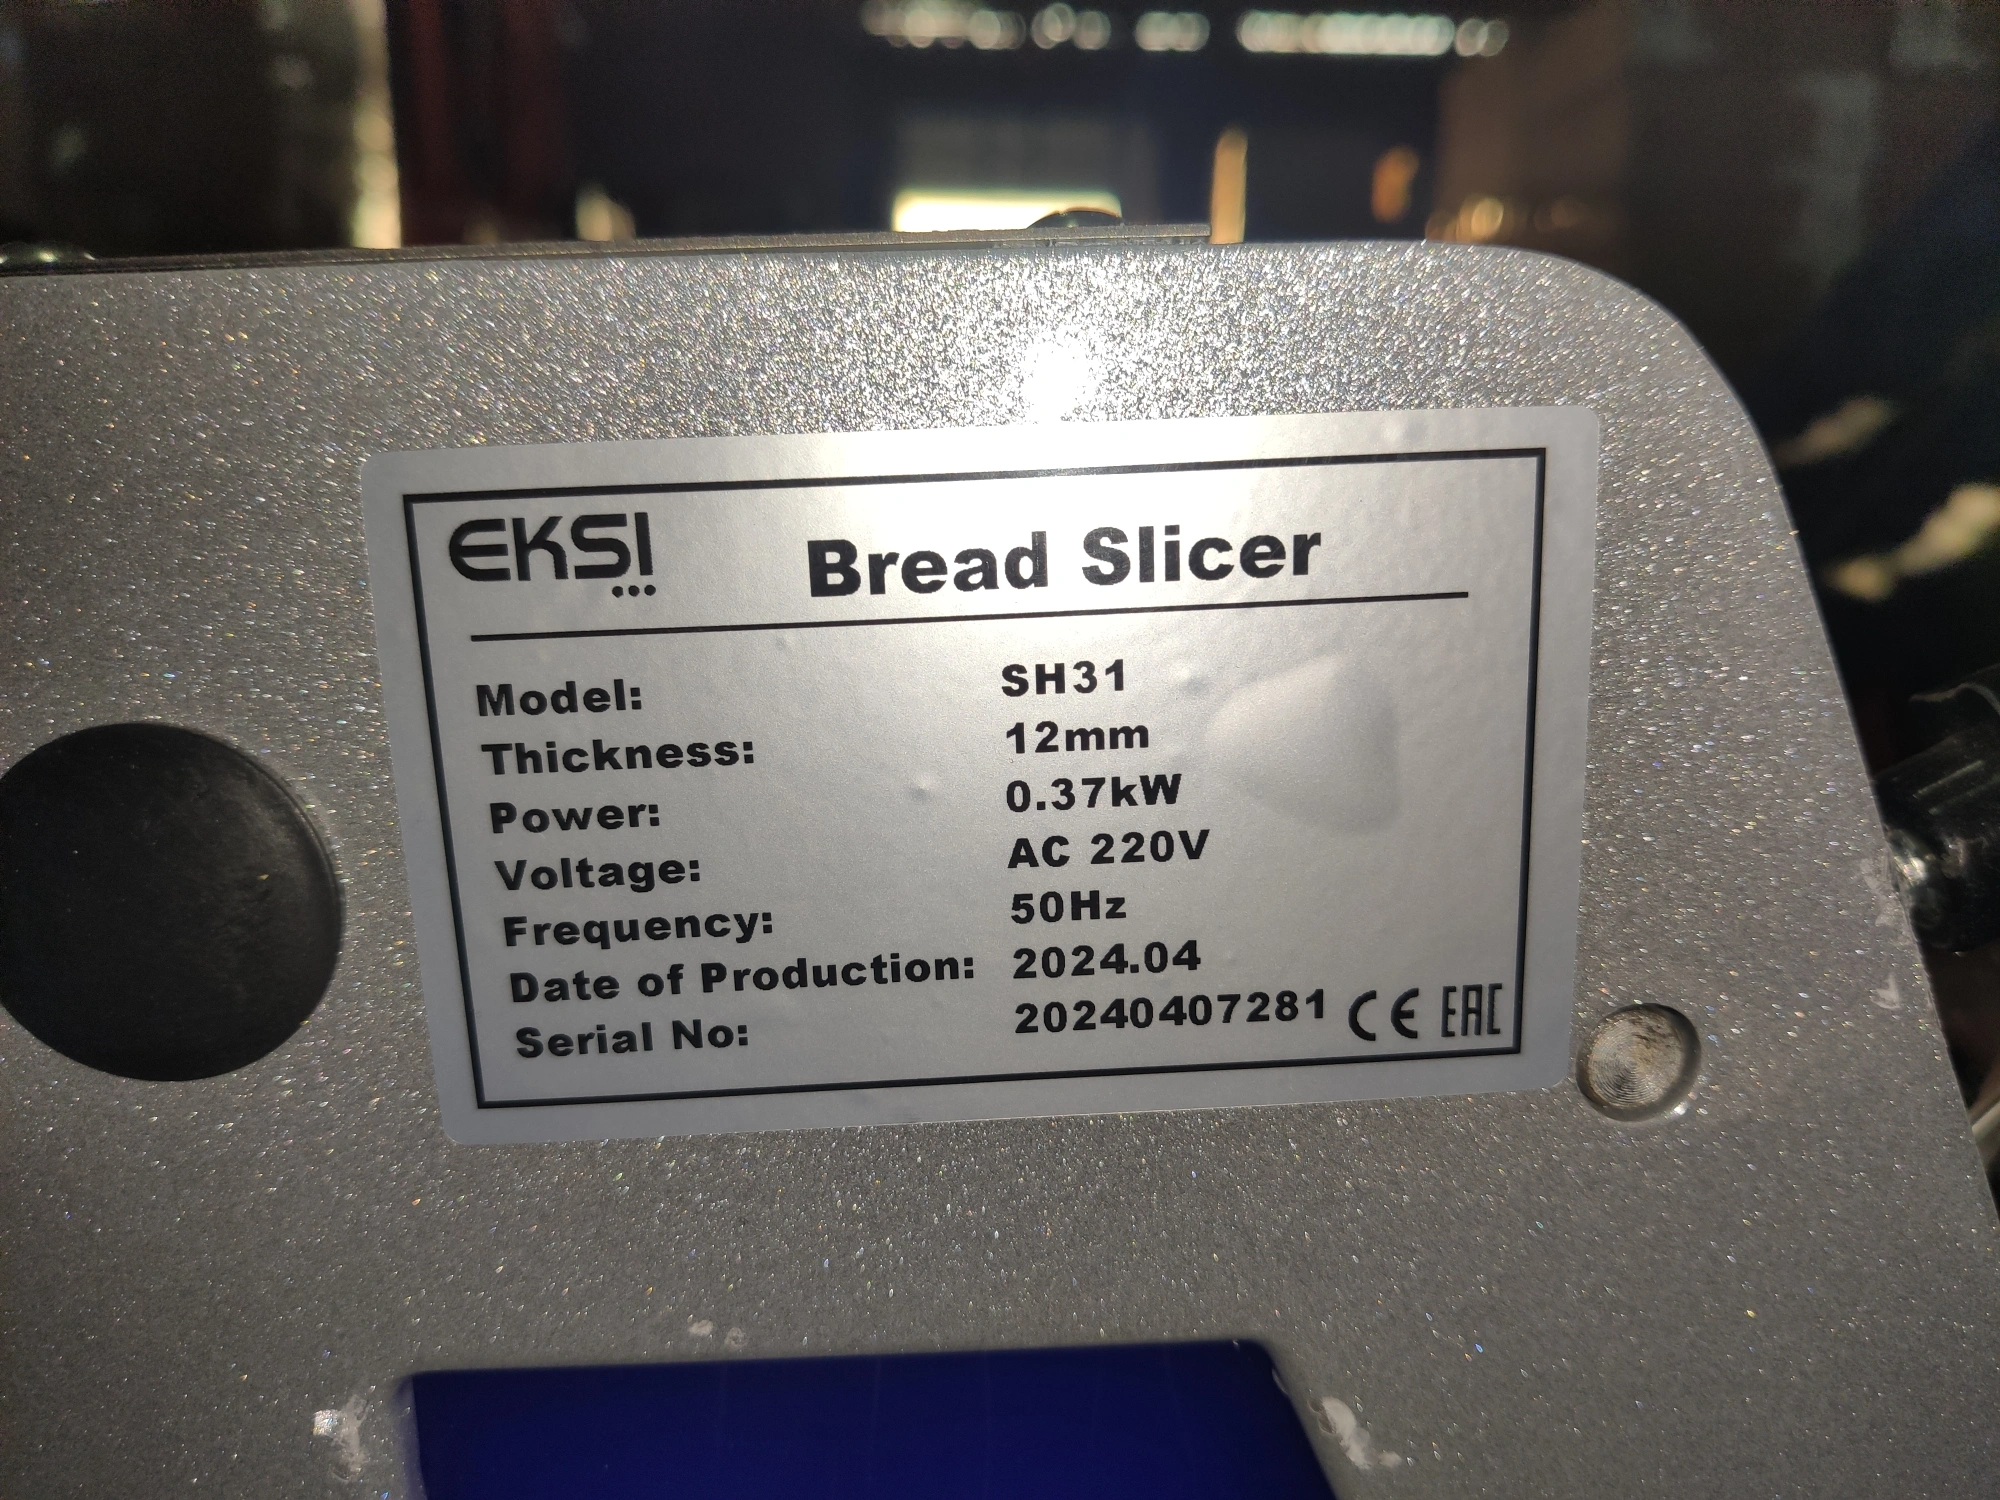 EKSI
Bread Slicer
Model: SH31
Thickness: 12mm
Power: 0.37kW
Voltage: AC 220V
Frequency: 50Hz
Date of Production: 2024.04
Serial No: 20240407281 CE EAC